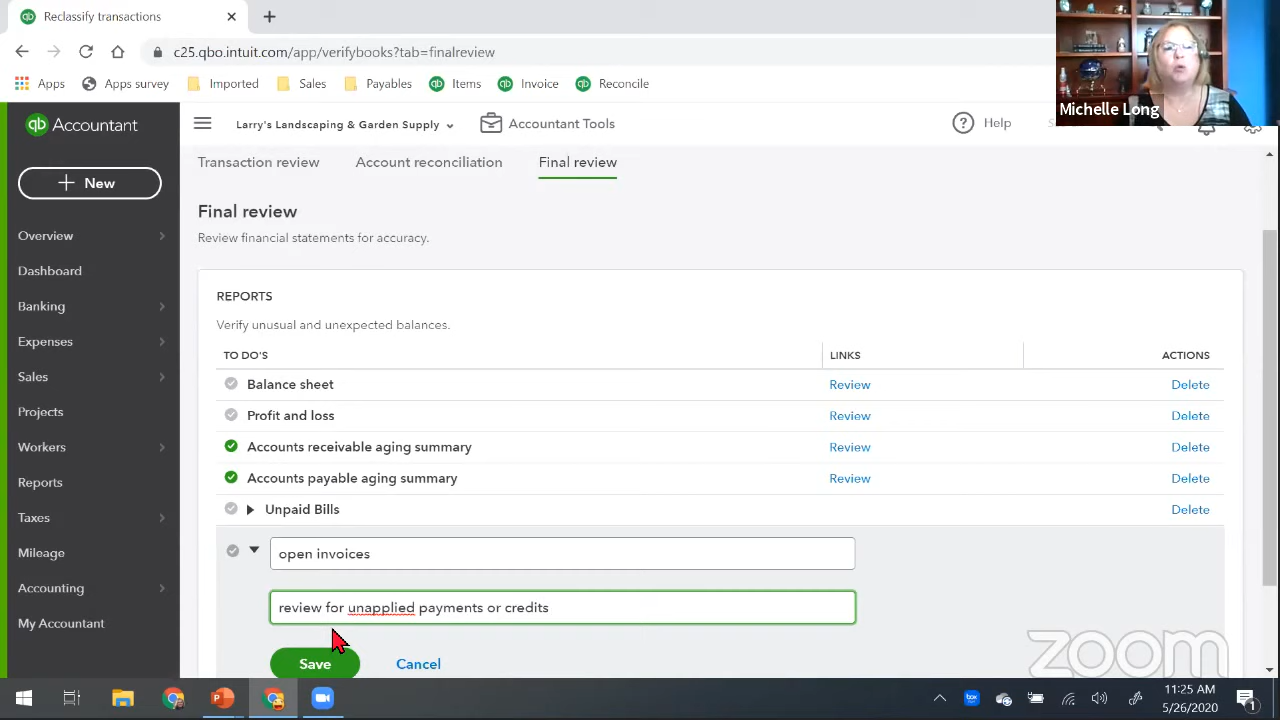 Reclassify transactions
c25.qbo.intuit.com/app/verifybooks?tab=finalreview
Apps
Apps survey
Imported
Sales
Payables
Items
Invoice
Reconcile
Michelle Long
qb Accountant
Larry's Landscaping & Garden Supply
Accountant Tools
Help
New
Transaction review
Account reconciliation
Final review
Overview
Dashboard
Banking
Expenses
Sales
Projects
Workers
Reports
Taxes
Mileage
Accounting
My Accountant
Final review
Review financial statements for accuracy.
REPORTS
Verify unusual and unexpected balances.
TO DO'S LINKS ACTIONS
Balance sheet Review Delete
Profit and loss Review Delete
Accounts receivable aging summary Review Delete
Accounts payable aging summary Review Delete
Unpaid Bills Delete
open invoices
review for unapplied payments or credits
Save Cancel
zoom
box
11:25 AM
5/26/2020
1